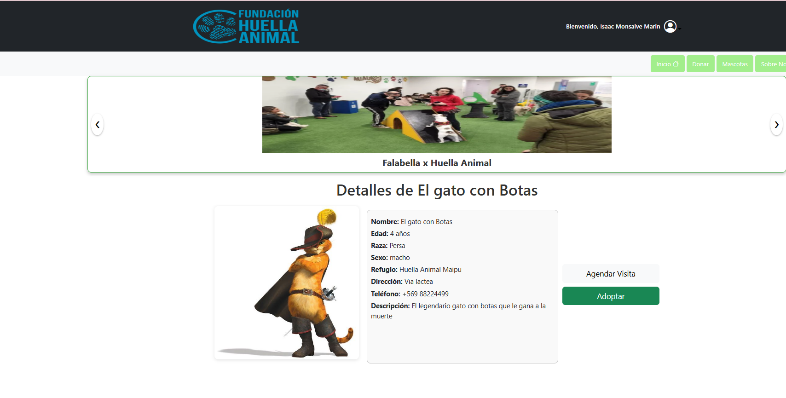 FUNDACIÓN
HUELLA
ANIMAL
Bienvenido, Isaac Monsalve Marin
Inicio
Donar
Mascotas
Sobre No
Falabella x Huella Animal
Detalles de El gato con Botas
Nombre: El gato con Botas
Edad: 4 años
Raza: Persa
Sexo: macho
Refugio: Huella Animal Maipu
Dirección: Via lactea
Teléfono: +569 88224499
Descripción: El legendario gato con botas que le gana a la
muerte
Agendar Visita
Adoptar